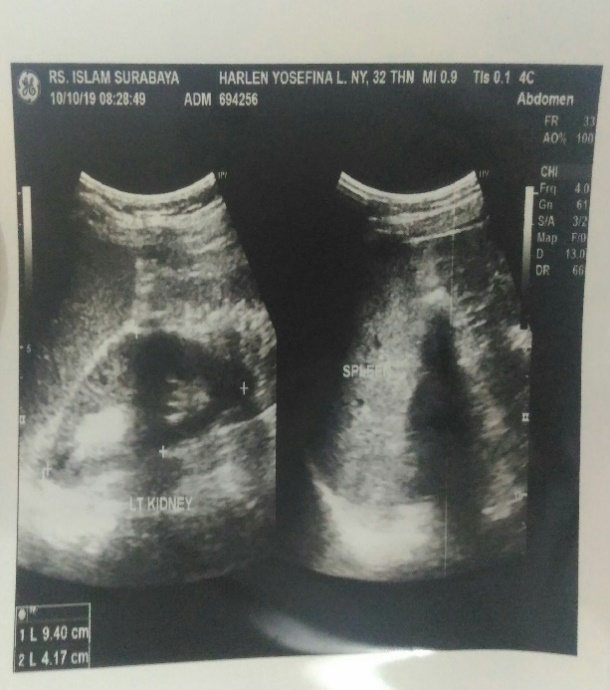 RS. ISLAM SURABAYA HARLEN YOSEFINA L. NY, 32 THN MI 0.9 TIs 0.1 4C
10/10/19 08:28:49 ADM 694256 Abdomen
FR 33
AO% 100
CHI
Frq 4.0
Gn 61
S/A 3/2
Map F/0
D 13.0
DR 66
5
SPLEEN
LT KIDNEY
1 L 9.40 cm
2 L 4.17 cm